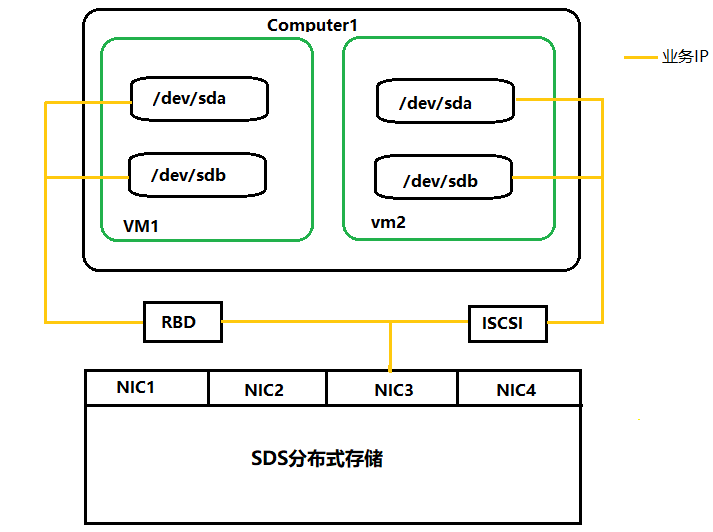 Computer1
业务IP
/dev/sda
/dev/sda
/dev/sdb
/dev/sdb
VM1
vm2
RBD
ISCSI
NIC1
NIC2
NIC3
NIC4
SDS分布式存储